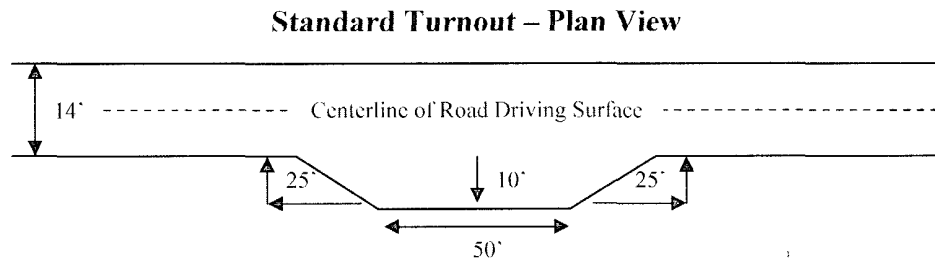 Standard Turnout – Plan View
14'
Centerline of Road Driving Surface
25'
10'
25'
50'